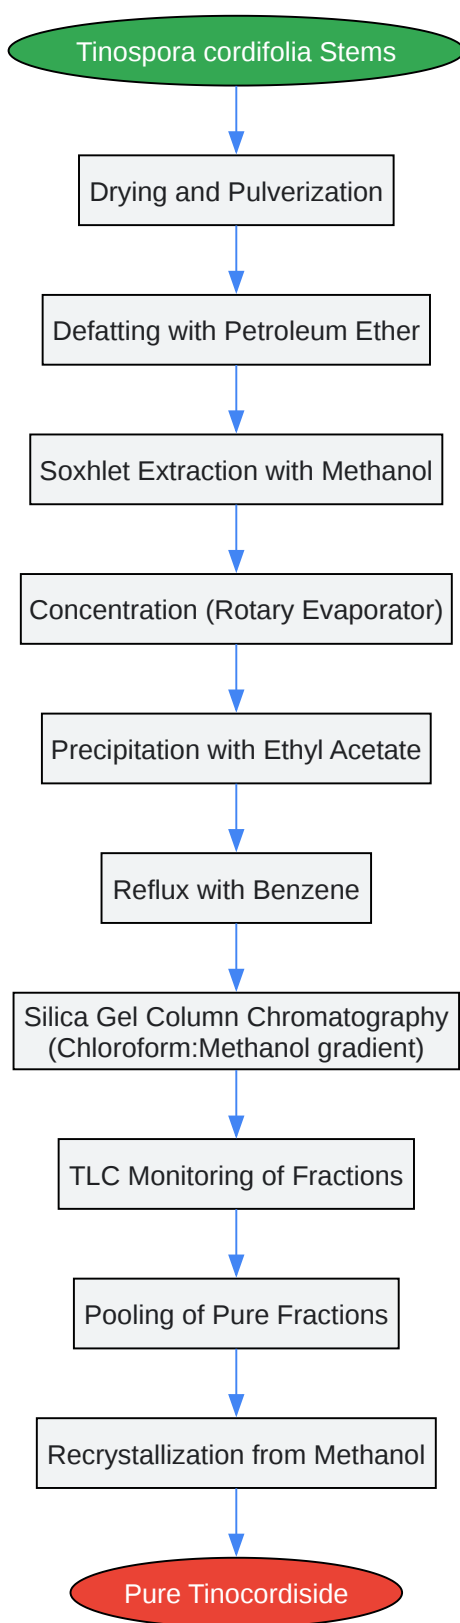 Tinospora cordifolia Stems
Drying and Pulverization
Defatting with Petroleum Ether
Soxhlet Extraction with Methanol
Concentration (Rotary Evaporator)
Precipitation with Ethyl Acetate
Reflux with Benzene
Silica Gel Column Chromatography
(Chloroform:Methanol gradient)
TLC Monitoring of Fractions
Pooling of Pure Fractions
Recrystallization from Methanol
Pure Tinocordiside